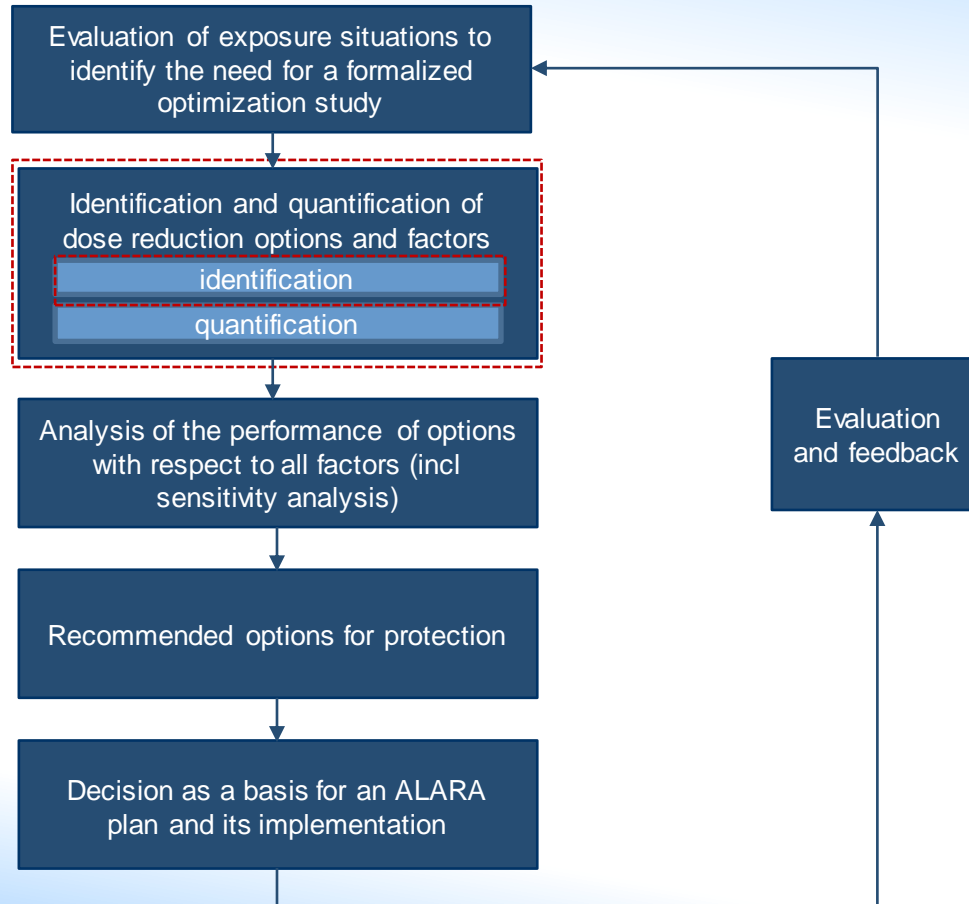 Evaluation of exposure situations to
identify the need for a formalized
optimization study
Identification and quantification of
dose reduction options and factors
identification
quantification
Analysis of the performance of options
with respect to all factors (incl
sensitivity analysis)
Recommended options for protection
Decision as a basis for an ALARA
plan and its implementation
Evaluation
and feedback